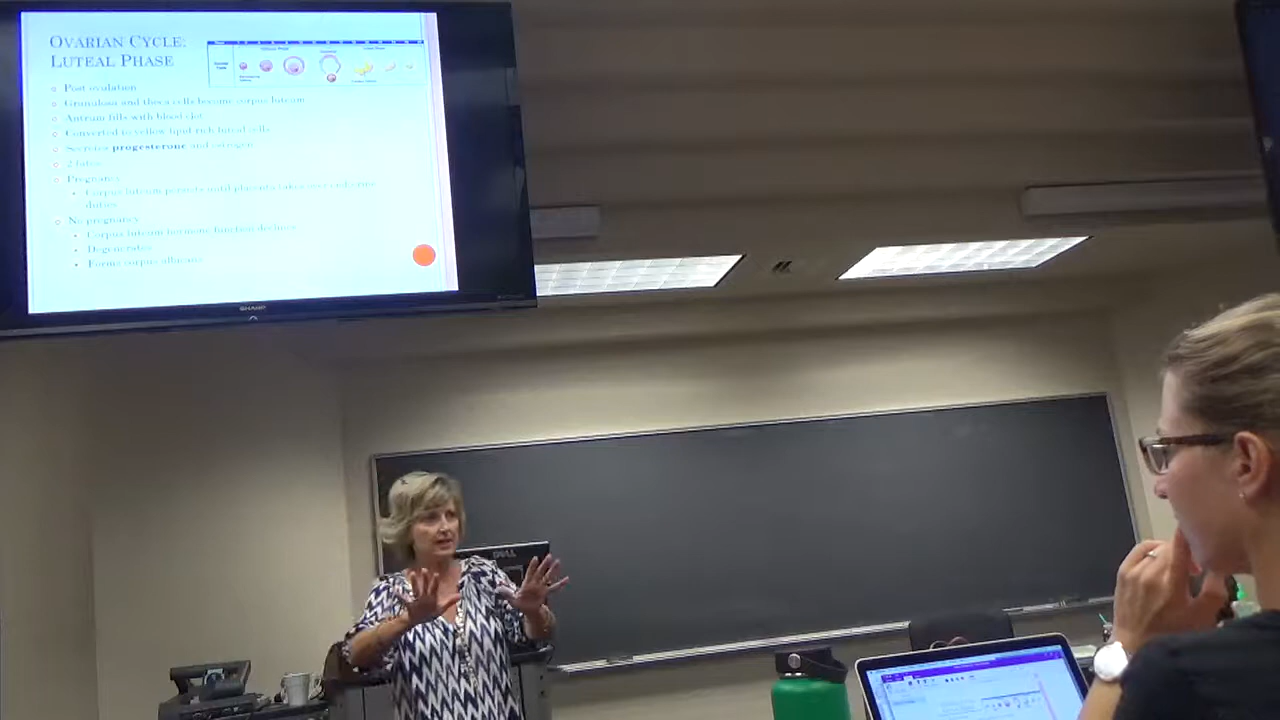 OVARIAN CYCLE:
LUTEAL PHASE
Post ovulation
Granulosa and theca cells become corpus luteum
Antrum fills with blood clot
Converted to yellow lipid rich luteal cells
Secretes progesterone and estrogen
2 fates
Pregnancy
Corpus luteum persists until placenta takes over endocrine
duties
No pregnancy
Corpus luteum hormone function declines
Degenerates
Forms corpus albicans
SHARP
DELL